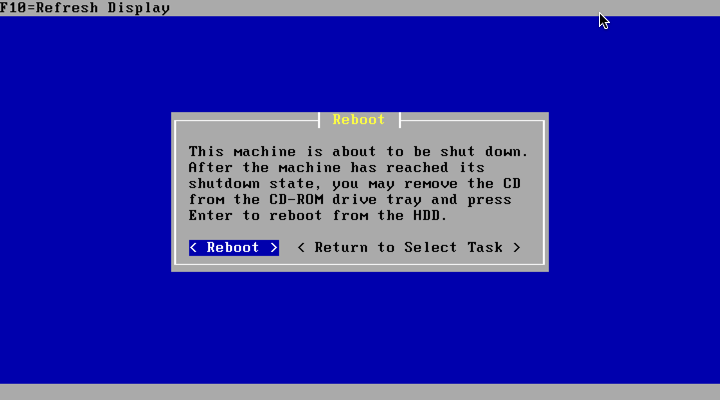 F10=Refresh Display
Reboot
This machine is about to be shut down.
After the machine has reached its
shutdown state, you may remove the CD
from the CD-ROM drive tray and press
Enter to reboot from the HDD.
< Reboot > < Return to Select Task >